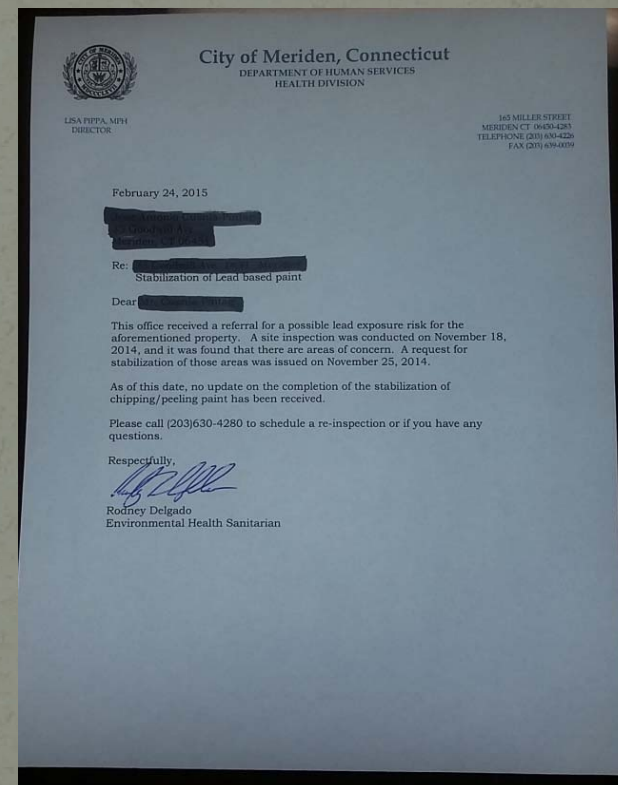 City of Meriden, Connecticut
DEPARTMENT OF HUMAN SERVICES
HEALTH DIVISION
LISA PIPPA, MPH
DIRECTOR
165 MILLER STREET
MERIDEN CT 06450-4283
TELEPHONE (203) 630-4226
FAX (203) 639-0039
February 24, 2015
Re:
Stabilization of Lead based paint
Dear
This office received a referral for a possible lead exposure risk for the
aforementioned property. A site inspection was conducted on November 18,
2014, and it was found that there are areas of concern. A request for
stabilization of those areas was issued on November 25, 2014.
As of this date, no update on the completion of the stabilization of
chipping/peeling paint has been received.
Please call (203)630-4280 to schedule a re-inspection or if you have any
questions.
Respectfully,
Rodney Delgado
Environmental Health Sanitarian